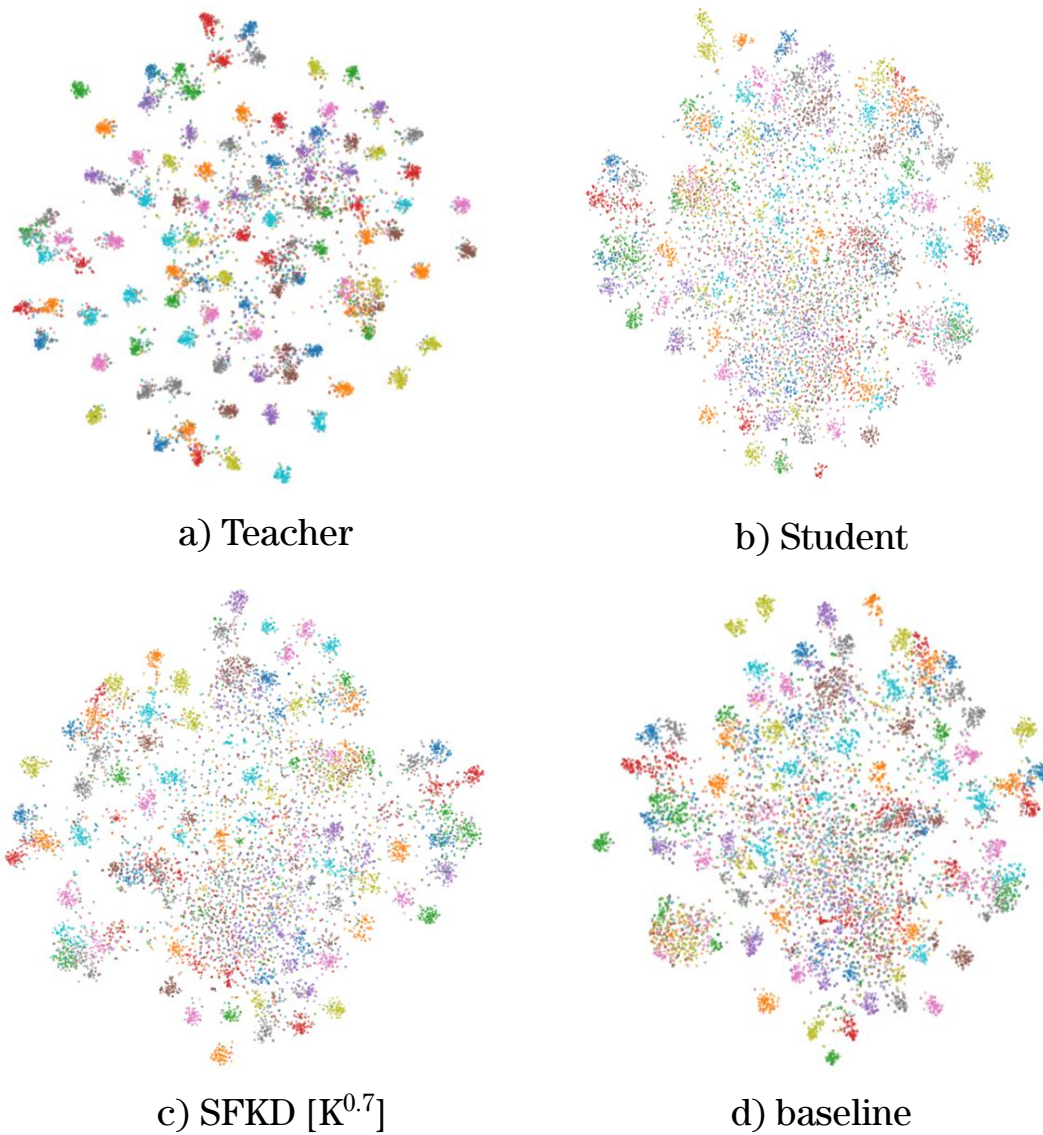 a) Teacher
b) Student
c) SFKD [K^0.7]
d) baseline